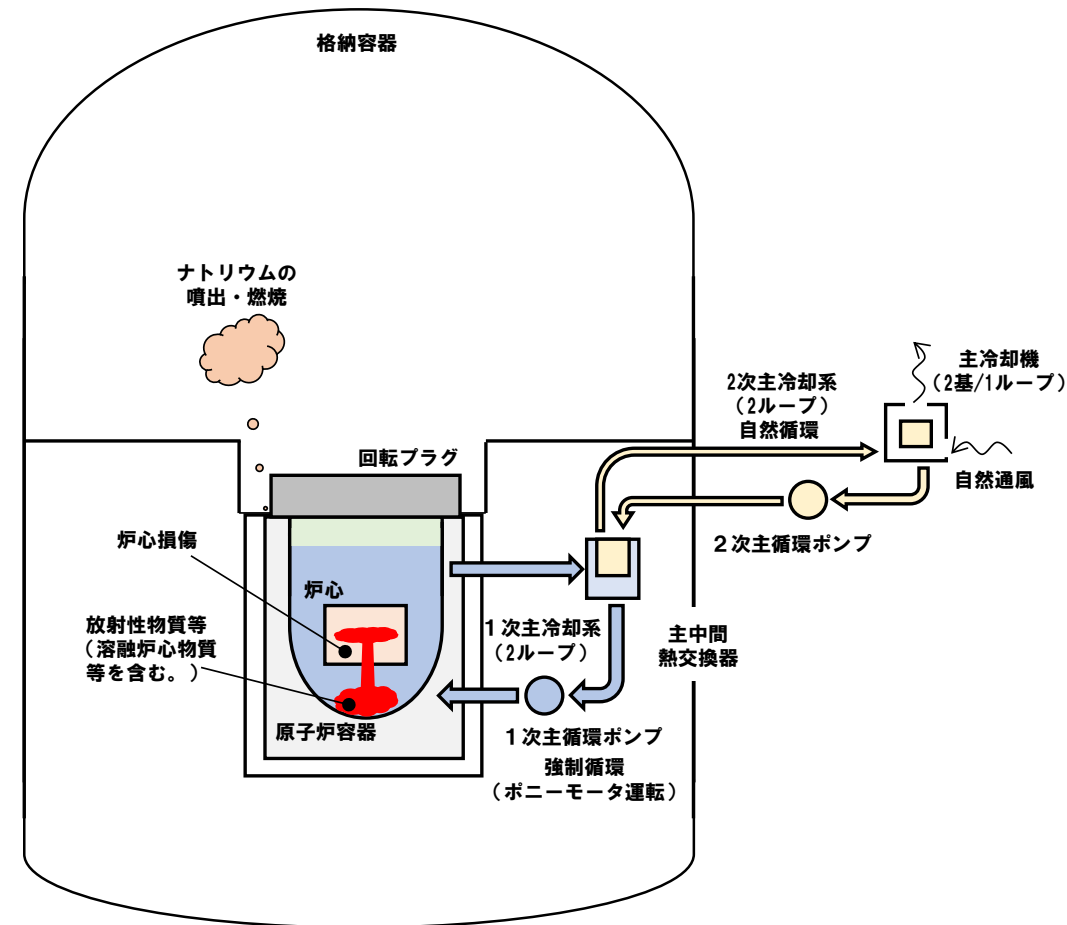 格納容器
ナトリウムの
噴出・燃焼
主冷却機
（2基/1ループ）
2次主冷却系
（2ループ）
自然循環
自然通風
回転プラグ
２次主循環ポンプ
炉心損傷
炉心
放射性物質等
（溶融炉心物質
等を含む。）
１次主冷却系
（2ループ）
主中間
熱交換器
原子炉容器
１次主循環ポンプ
強制循環
（ポニーモータ運転）